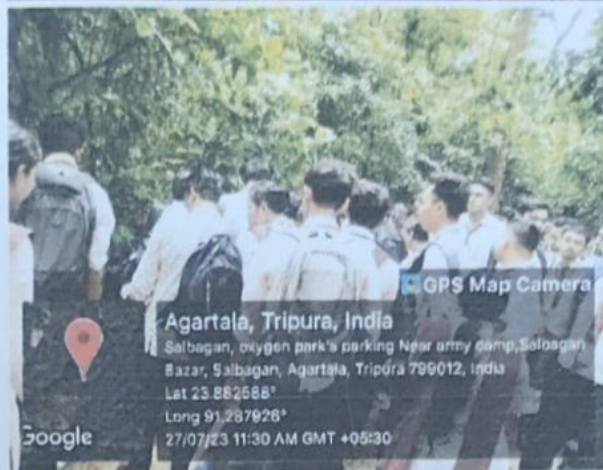 GPS Map Camera
Agartala, Tripura, India
Salbagan, oxygen park's parking Near army camp,Salbagan
Bazar, Salbagan, Agartala, Tripura 799012, India
Lat 23.882588°
Long 91.287928°
27/07/23 11:30 AM GMT +05:30
Google